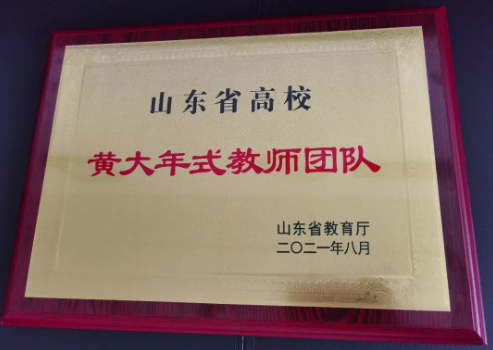 山东省高校
黄大年式教师团队
山东省教育厅
二〇二一年八月